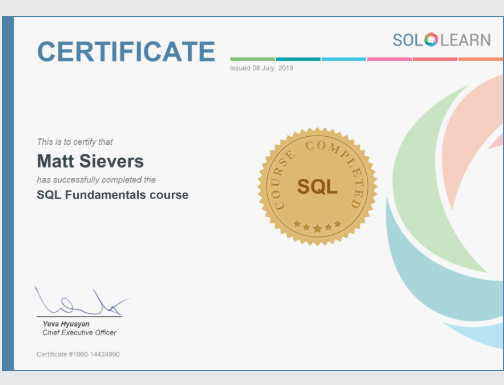 CERTIFICATE
SOLOLEARN
Issued 08 July, 2019
This is to certify that
Matt Sievers
has successfully completed the
SQL Fundamentals course
COURSE COMPLETED
SQL
Yeva Hyusyan
Chief Executive Officer
Certificate #1060-14424890